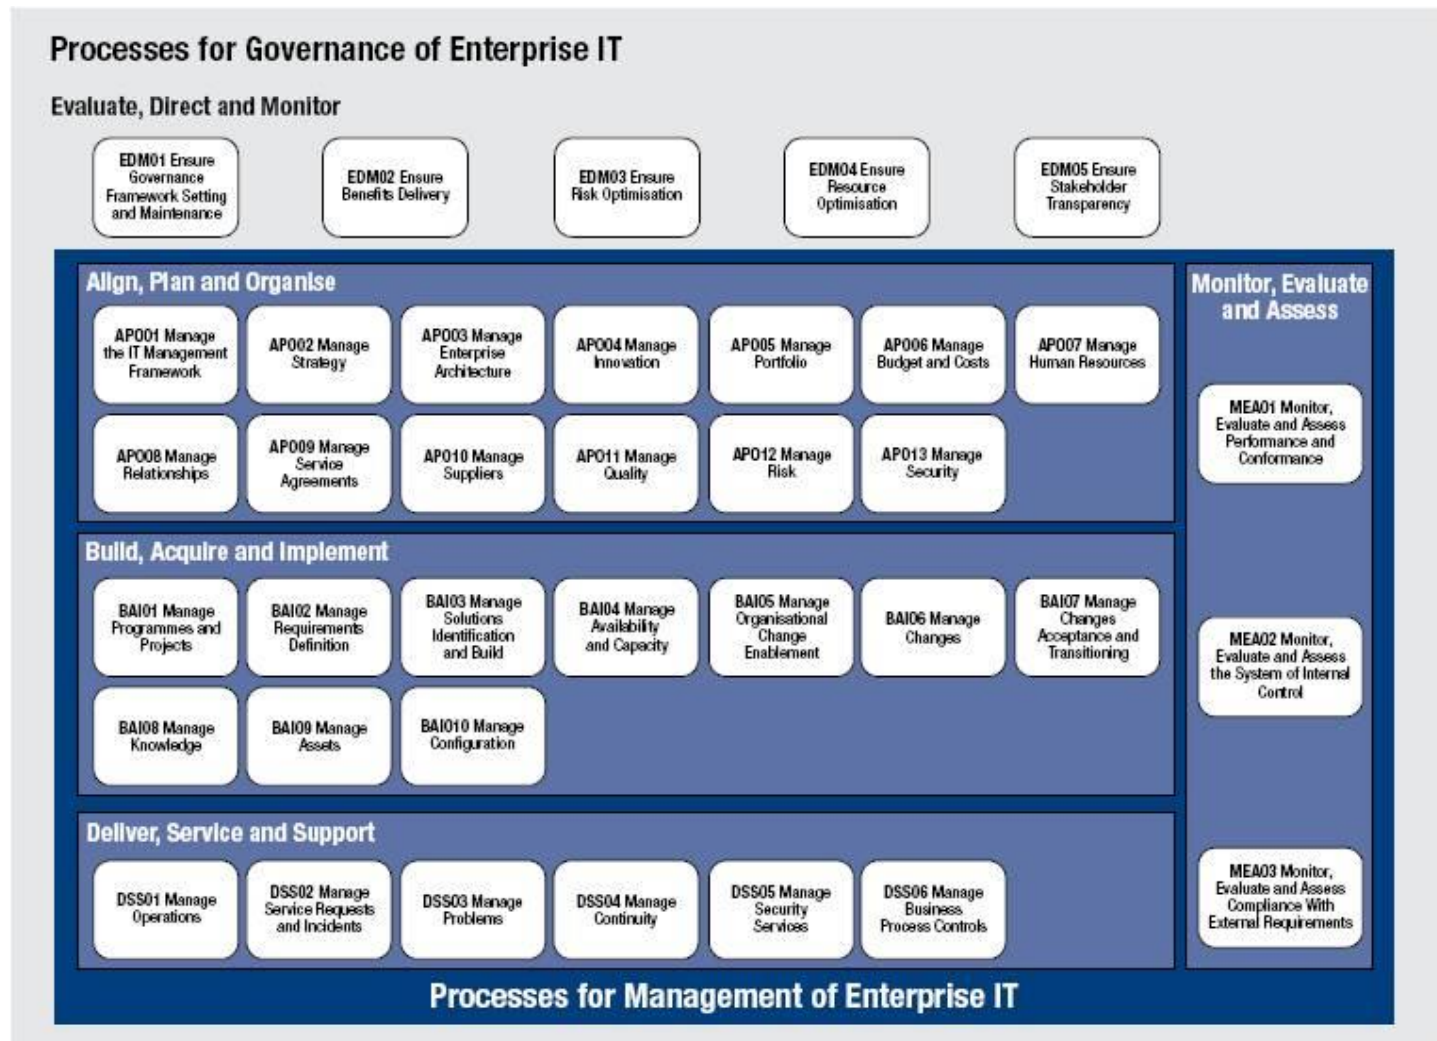 Processes for Governance of Enterprise IT
Evaluate, Direct and Monitor
EDM01 Ensure
Governance
Framework Setting
and Maintenance
EDM02 Ensure
Benefits Delivery
EDM03 Ensure
Risk Optimisation
EDM04 Ensure
Resource
Optimisation
EDM05 Ensure
Stakeholder
Transparency
Align, Plan and Organise
APO01 Manage
the IT Management
Framework
APO02 Manage
Strategy
APO03 Manage
Enterprise
Architecture
APO04 Manage
Innovation
APO05 Manage
Portfolio
APO06 Manage
Budget and Costs
APO07 Manage
Human Resources
APO08 Manage
Relationships
APO09 Manage
Service
Agreements
APO10 Manage
Suppliers
APO11 Manage
Quality
APO12 Manage
Risk
APO13 Manage
Security
Build, Acquire and Implement
BAI01 Manage
Programmes and
Projects
BAI02 Manage
Requirements
Definition
BAI03 Manage
Solutions
Identification
and Build
BAI04 Manage
Availability
and Capacity
BAI05 Manage
Organisational
Change
Enablement
BAI06 Manage
Changes
BAI07 Manage
Changes
Acceptance and
Transitioning
BAI08 Manage
Knowledge
BAI09 Manage
Assets
BAI010 Manage
Configuration
Deliver, Service and Support
DSS01 Manage
Operations
DSS02 Manage
Service Requests
and Incidents
DSS03 Manage
Problems
DSS04 Manage
Continuity
DSS05 Manage
Security
Services
DSS06 Manage
Business
Process Controls
Monitor, Evaluate
and Assess
MEA01 Monitor,
Evaluate and Assess
Performance and
Conformance
MEA02 Monitor,
Evaluate and Assess
the System of Internal
Control
MEA03 Monitor,
Evaluate and Assess
Compliance With
External Requirements
Processes for Management of Enterprise IT